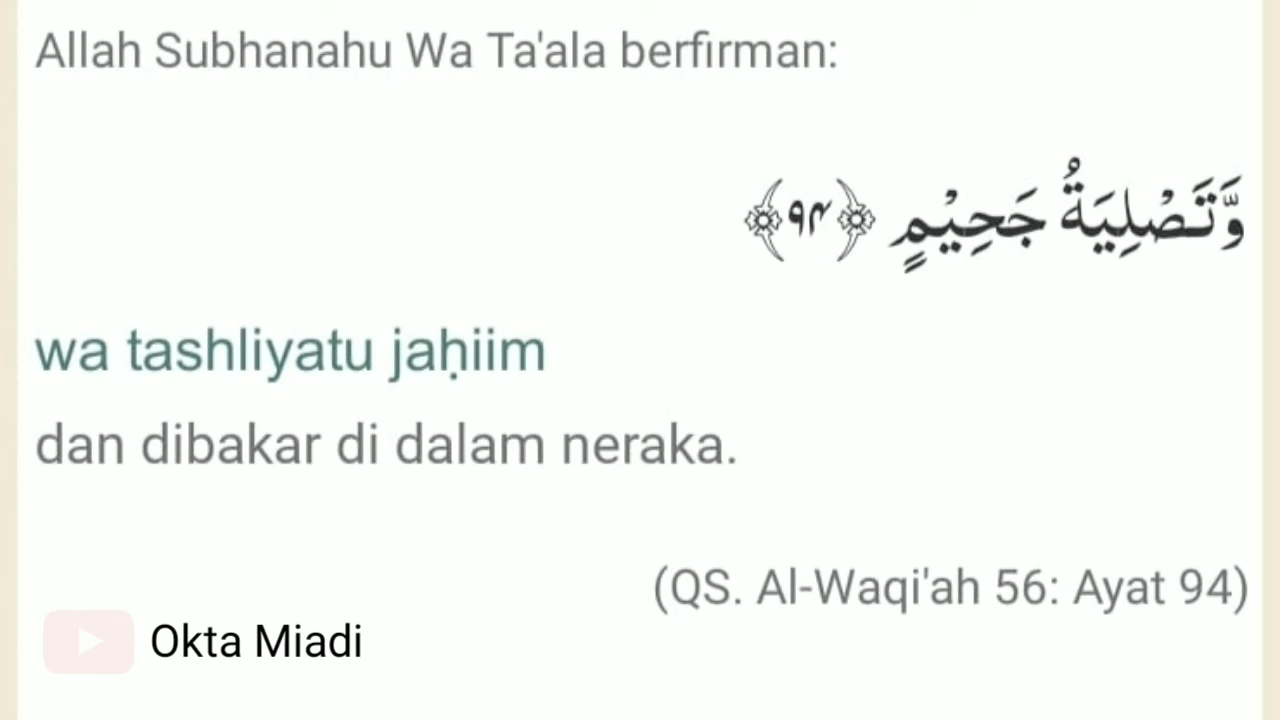 Allah Subhanahu Wa Ta'ala berfirman:
وَّتَصْلِيَةُ جَحِيْمٍ ﴿۹۴﴾
wa tashliyatu jaḥiim
dan dibakar di dalam neraka.
(QS. Al-Waqi'ah 56: Ayat 94)
Okta Miadi